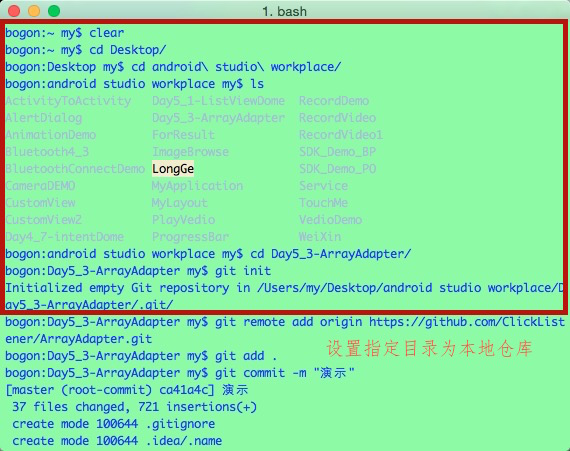 1. bash
bogon:~ my$ clear
bogon:~ my$ cd Desktop/
bogon:Desktop my$ cd android\ studio\ workplace/
bogon:android studio workplace my$ ls
ActivityToActivity Day5_1-ListViewDome RecordDemo
AlertDialog Day5_3-ArrayAdapter RecordVideo
AnimationDemo ForResult RecordVideo1
Bluetooth4_3 ImageBrowse SDK_Demo_BP
BluetoothConnectDemo LongGe SDK_Demo_PO
CameraDEMO MyApplication Service
CustomView MyLayout TouchMe
CustomView2 PlayVedio VedioDemo
Day4_7-intentDome ProgressBar WeiXin
bogon:android studio workplace my$ cd Day5_3-ArrayAdapter/
bogon:Day5_3-ArrayAdapter my$ git init
Initialized empty Git repository in /Users/my/Desktop/android studio workplace/D
ay5_3-ArrayAdapter/.git/
bogon:Day5_3-ArrayAdapter my$ git remote add origin https://github.com/ClickList
ener/ArrayAdapter.git
bogon:Day5_3-ArrayAdapter my$ git add .
设置指定目录为本地仓库
bogon:Day5_3-ArrayAdapter my$ git commit -m "演示"
[master (root-commit) ca41a4c] 演示
37 files changed, 721 insertions(+)
create mode 100644 .gitignore
create mode 100644 .idea/.name